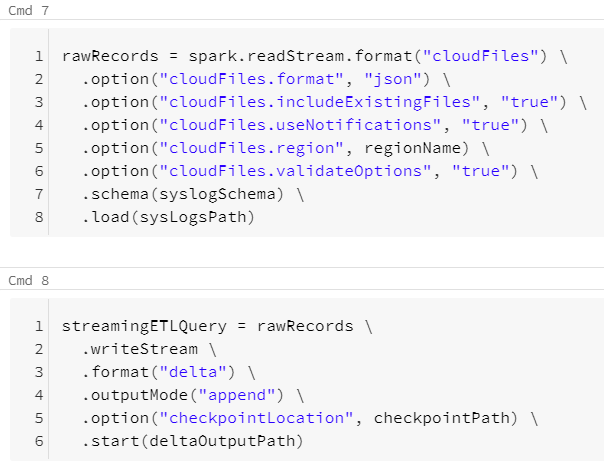 Cmd 7
1 rawRecords = spark.readStream.format("cloudFiles") \
2 .option("cloudFiles.format", "json") \
3 .option("cloudFiles.includeExistingFiles", "true") \
4 .option("cloudFiles.useNotifications", "true") \
5 .option("cloudFiles.region", regionName) \
6 .option("cloudFiles.validateOptions", "true") \
7 .schema(syslogSchema) \
8 .load(sysLogsPath)
Cmd 8
1 streamingETLQuery = rawRecords \
2 .writeStream \
3 .format("delta") \
4 .outputMode("append") \
5 .option("checkpointLocation", checkpointPath) \
6 .start(deltaOutputPath)